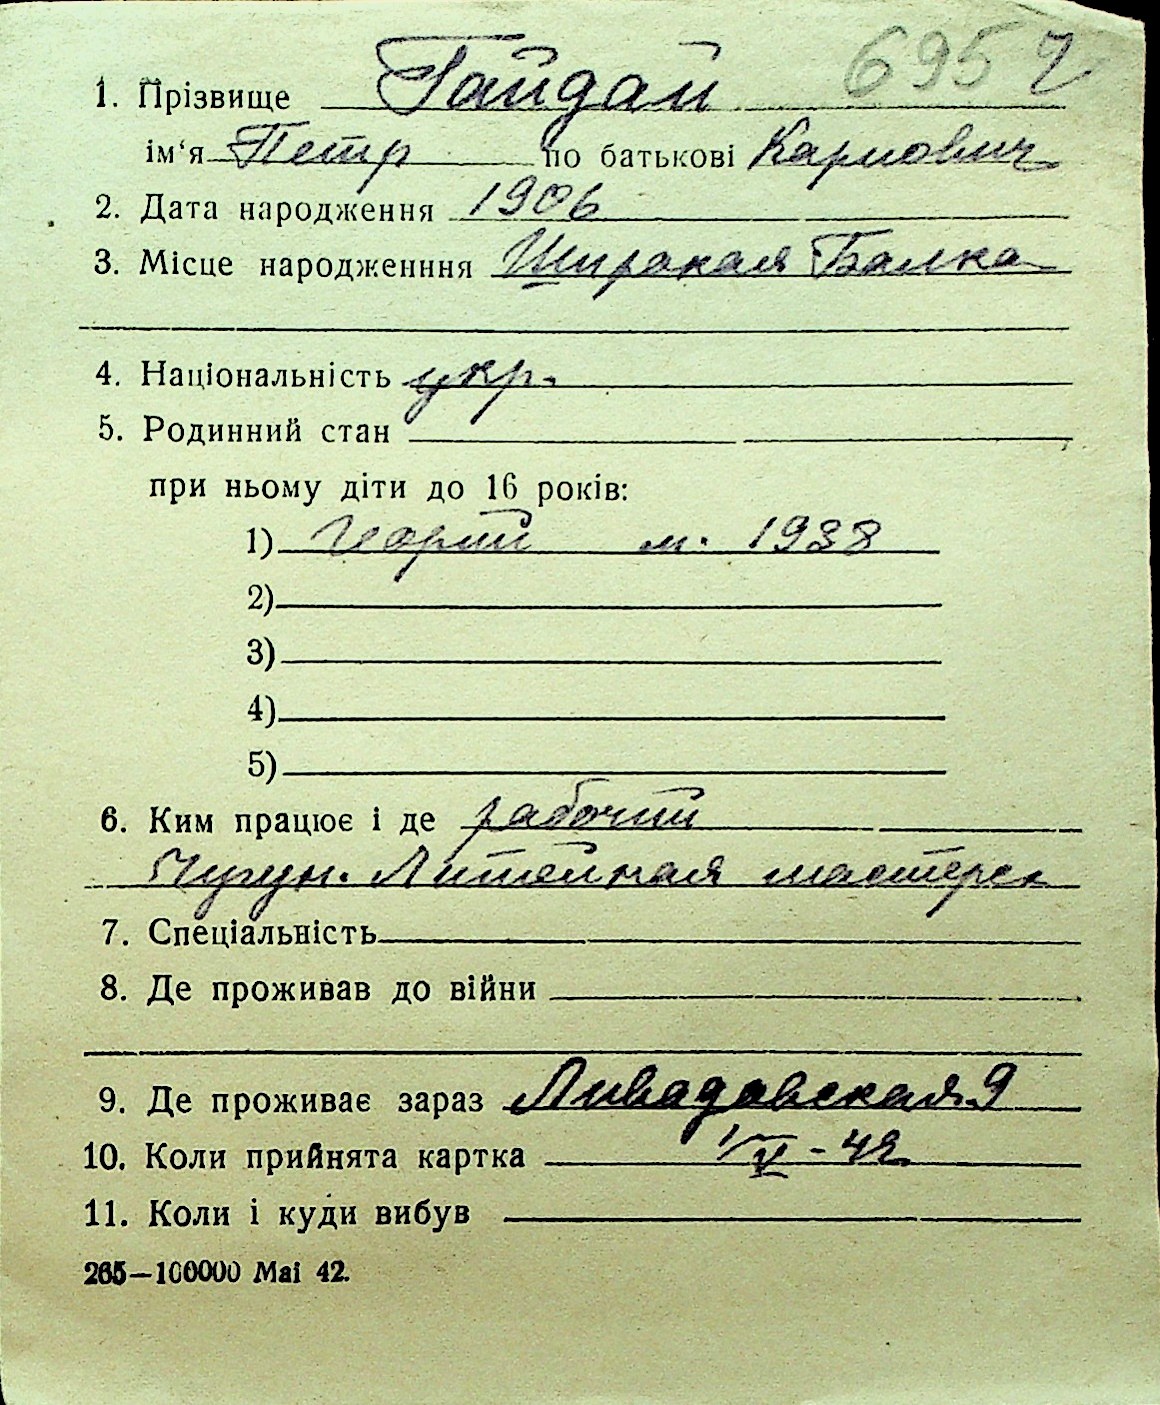 6957
1. Прізвище Гайдай
ім'я Петр по батькові Карпович
2. Дата народження 1906
3. Місце народженння Широкая Балка
4. Національність укр.
5. Родинний стан
при ньому діти до 16 років:
1) м. 1938
2)
3)
4)
5)
6. Ким працює і де рабочий
Чугун. Литейная мастерск
7. Спеціальність
8. Де проживав до війни
9. Де проживає зараз Ливадовская 9
10. Коли прийнята картка 1/V - 42
11. Коли і куди вибув
265—100000 Маі 42.